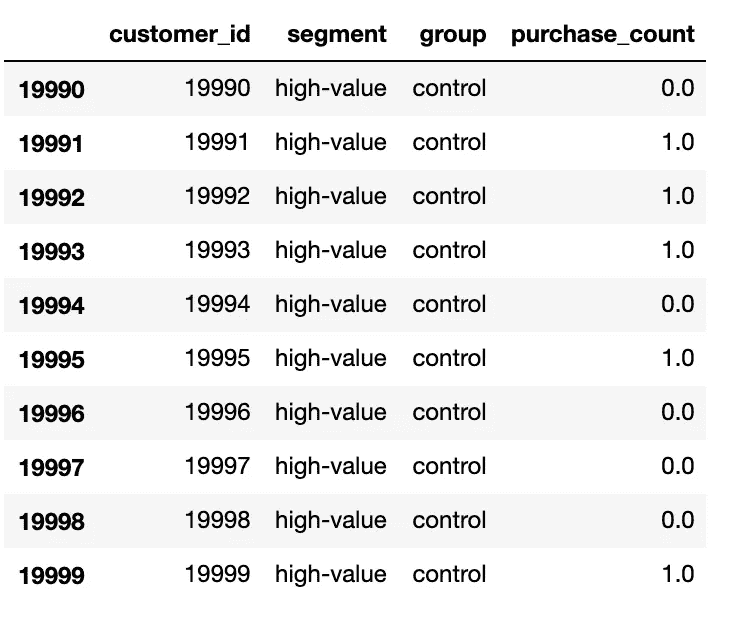 customer_id segment group purchase_count
19990 19990 high-value control 0.0
19991 19991 high-value control 1.0
19992 19992 high-value control 1.0
19993 19993 high-value control 1.0
19994 19994 high-value control 0.0
19995 19995 high-value control 1.0
19996 19996 high-value control 0.0
19997 19997 high-value control 0.0
19998 19998 high-value control 0.0
19999 19999 high-value control 1.0